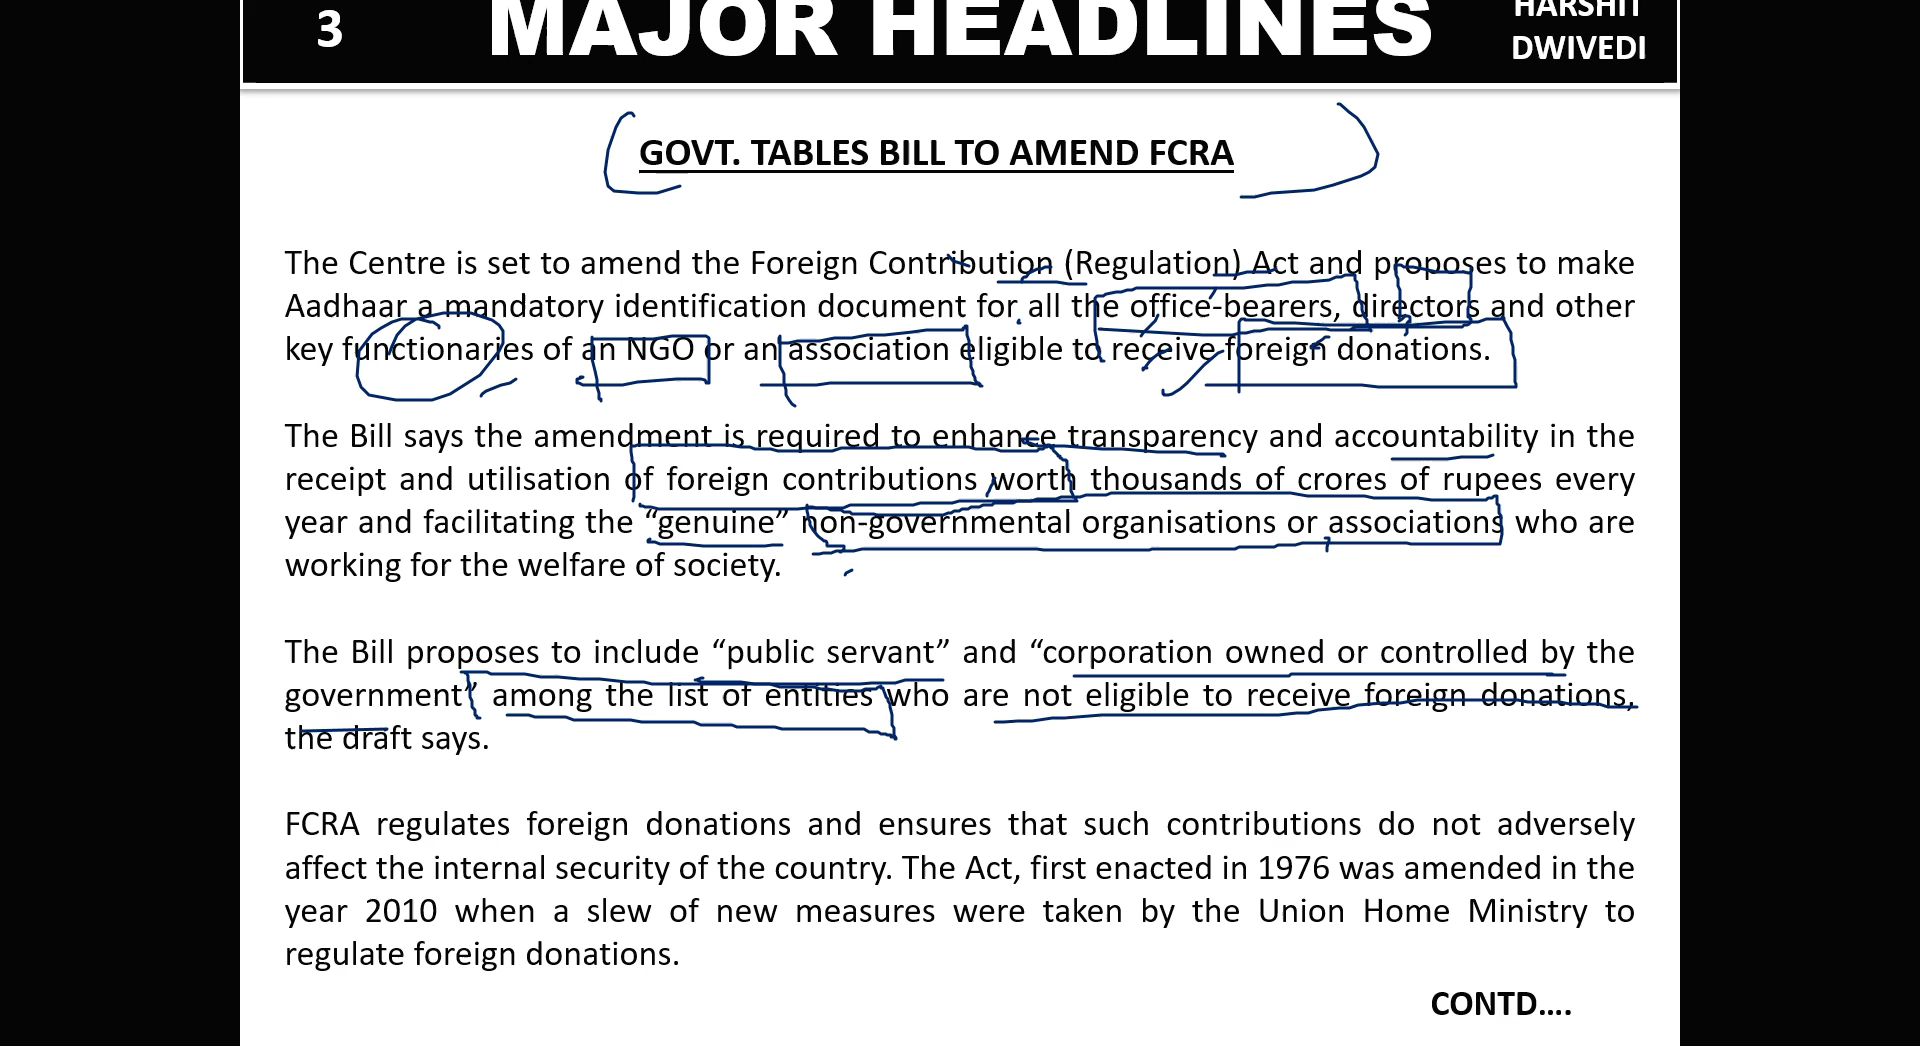 3
MAJOR HEADLINES
HARSHIT
DWIVEDI
GOVT. TABLES BILL TO AMEND FCRA
The Centre is set to amend the Foreign Contribution (Regulation) Act and proposes to make
Aadhaar a mandatory identification document for all the office-bearers, directors and other
key functionaries of an NGO or an association eligible to receive foreign donations.
The Bill says the amendment is required to enhance transparency and accountability in the
receipt and utilisation of foreign contributions worth thousands of crores of rupees every
year and facilitating the “genuine” non-governmental organisations or associations who are
working for the welfare of society.
The Bill proposes to include “public servant” and “corporation owned or controlled by the
government” among the list of entities who are not eligible to receive foreign donations,
the draft says.
FCRA regulates foreign donations and ensures that such contributions do not adversely
affect the internal security of the country. The Act, first enacted in 1976 was amended in the
year 2010 when a slew of new measures were taken by the Union Home Ministry to
regulate foreign donations.
CONTD....